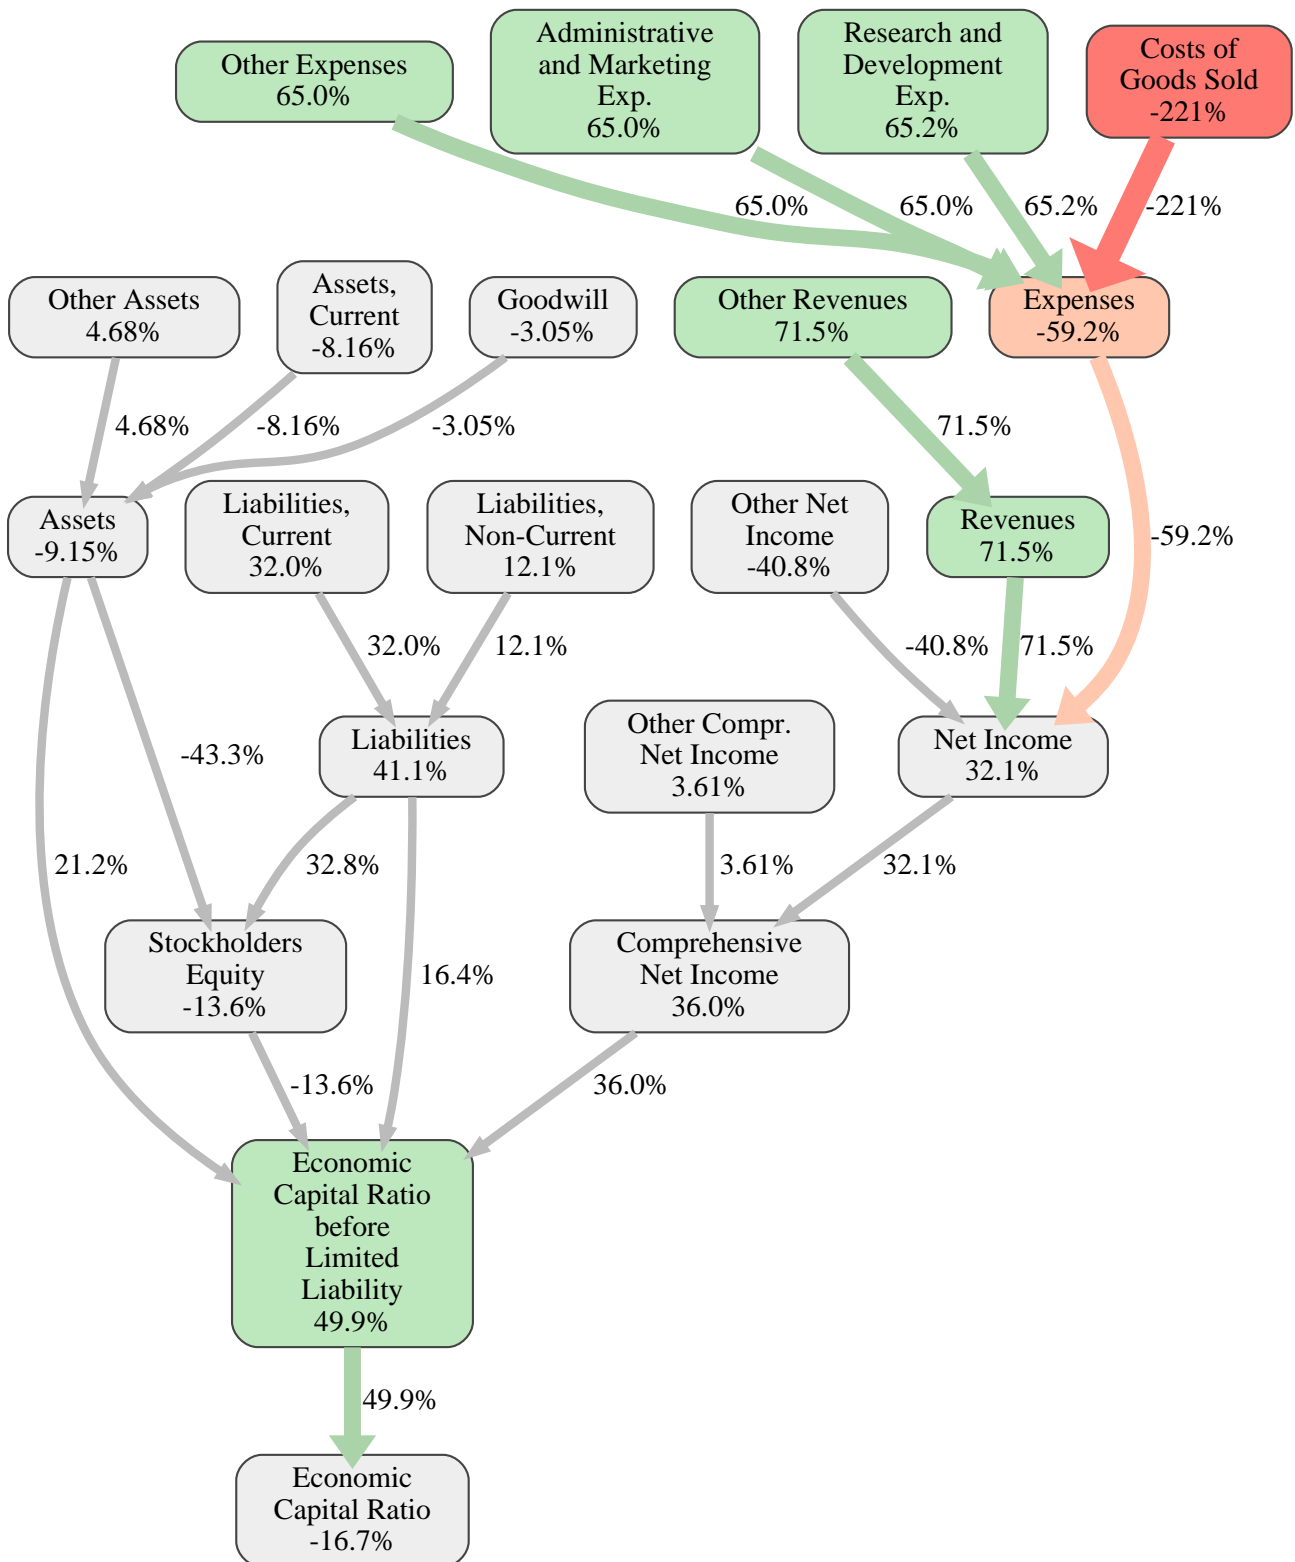 Other Expenses
65.0%
Administrative
and Marketing
Exp.
65.0%
Research and
Development
Exp.
65.2%
Costs of
Goods Sold
-221%
65.0%
65.0%
65.2%
-221%
Other Assets
4.68%
Assets,
Current
-8.16%
Goodwill
-3.05%
Other Revenues
71.5%
Expenses
-59.2%
4.68%
-8.16%
-3.05%
71.5%
Assets
-9.15%
Liabilities,
Current
32.0%
Liabilities,
Non-Current
12.1%
Other Net
Income
-40.8%
Revenues
71.5%
-59.2%
32.0%
12.1%
-40.8%
71.5%
-43.3%
Liabilities
41.1%
Other Compr.
Net Income
3.61%
Net Income
32.1%
21.2%
32.8%
3.61%
32.1%
Stockholders
Equity
-13.6%
16.4%
Comprehensive
Net Income
36.0%
-13.6%
36.0%
Economic
Capital Ratio
before
Limited
Liability
49.9%
49.9%
Economic
Capital Ratio
-16.7%